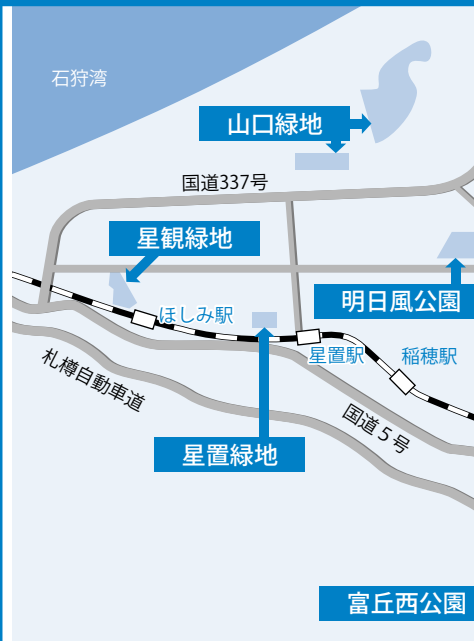 石狩湾
山口緑地
国道337号
星観緑地
明日風公園
ほしみ駅
星置駅
稲穂駅
札樽自動車道
国道5号
星置緑地
富丘西公園